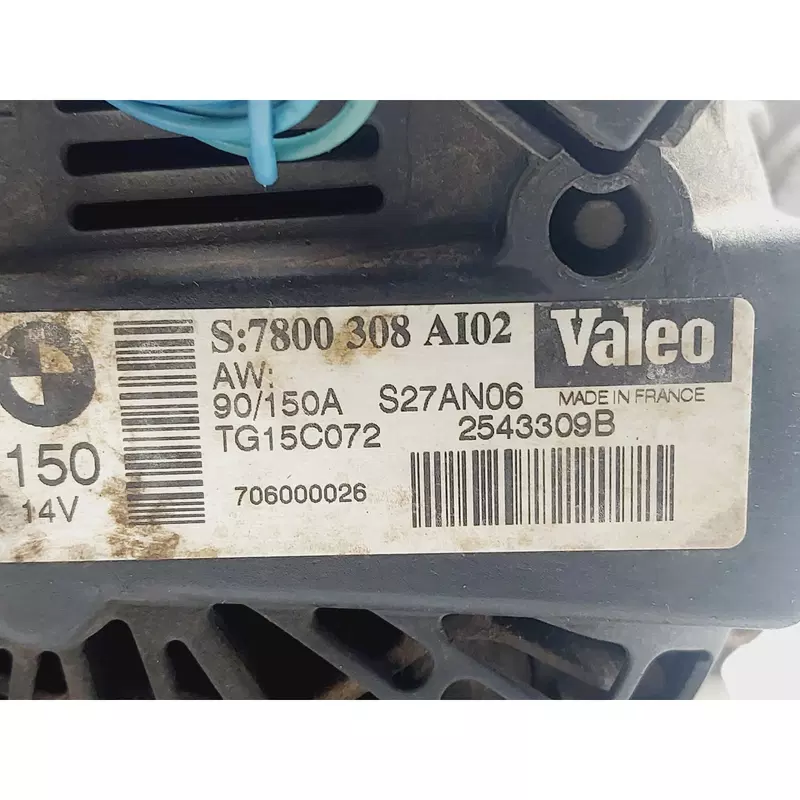 S:7800 308 AI02
Valeo
AW:
90/150A S27AN06 MADE IN FRANCE
150 TG15C072 2543309B
14V 706000026